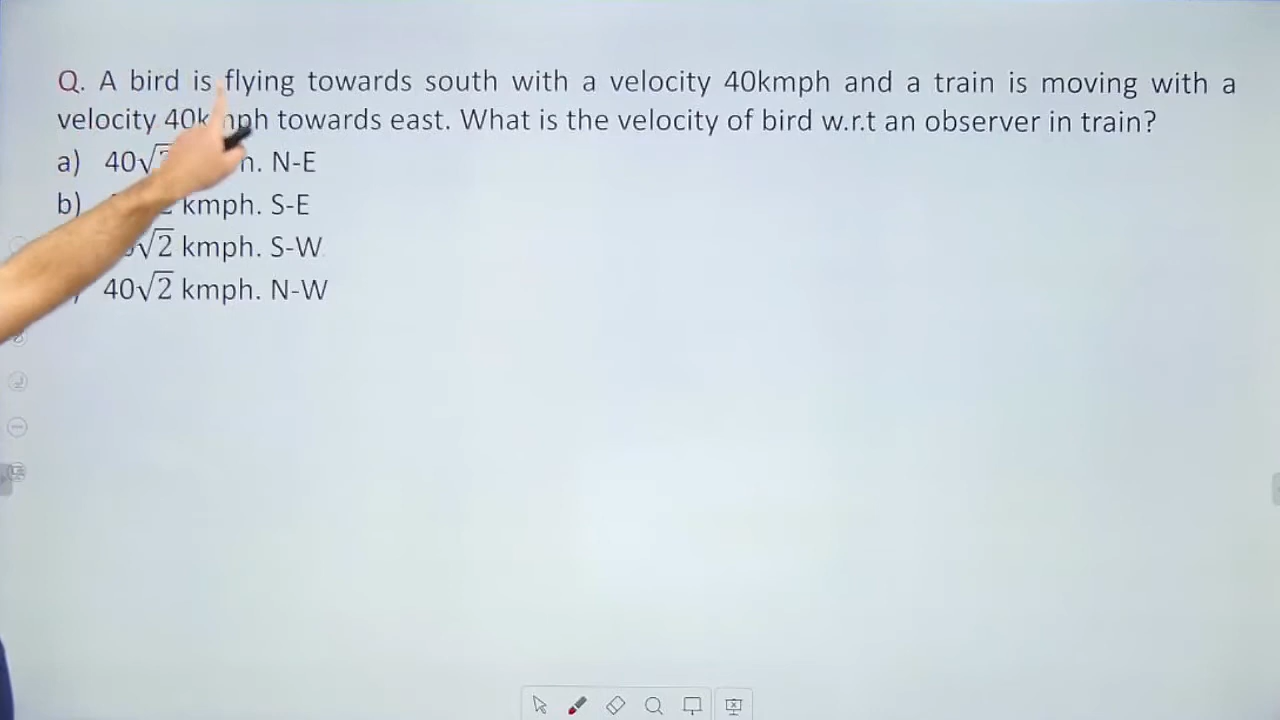 Q. A bird is flying towards south with a velocity 40kmph and a train is moving with a
velocity 40kmph towards east. What is the velocity of bird w.r.t an observer in train?
a) 40√ h. N-E
b) kmph. S-E
√2 kmph. S-W
40√2 kmph. N-W